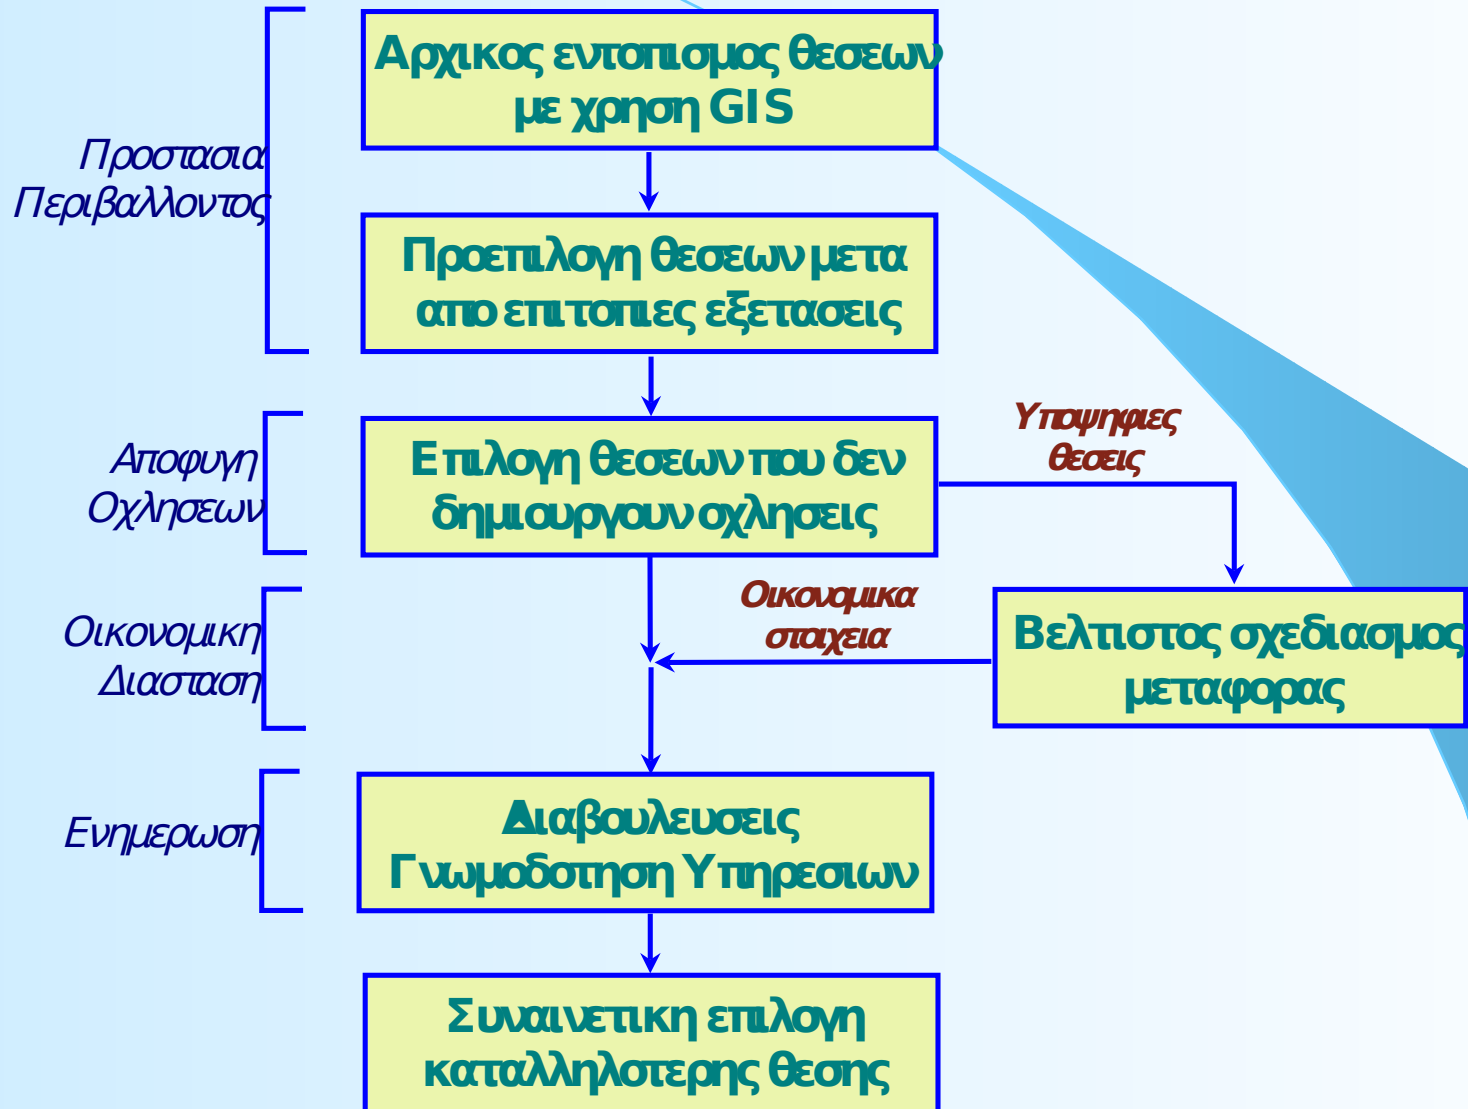 Αρχικος εντοπισμος θεσεων
με χρηση GIS
Προστασια
Περιβαλλοντος
Προεπιλογη θεσεων μετα
απο επιτοπιες εξετασεις
Αποφυγη
Οχλησεων
Επιλογη θεσεων που δεν
δημιουργουν οχλησεις
Υποψηφιες
θεσεις
Οικονομικη
Διασταση
Οικονομικα
στοιχεια
Βελτιστος σχεδιασμος
μεταφορας
Ενημερωση
Διαβουλευσεις
Γνωμοδοτηση Υπηρεσιων
Συναινετικη επιλογη
καταλληλοτερης θεσης